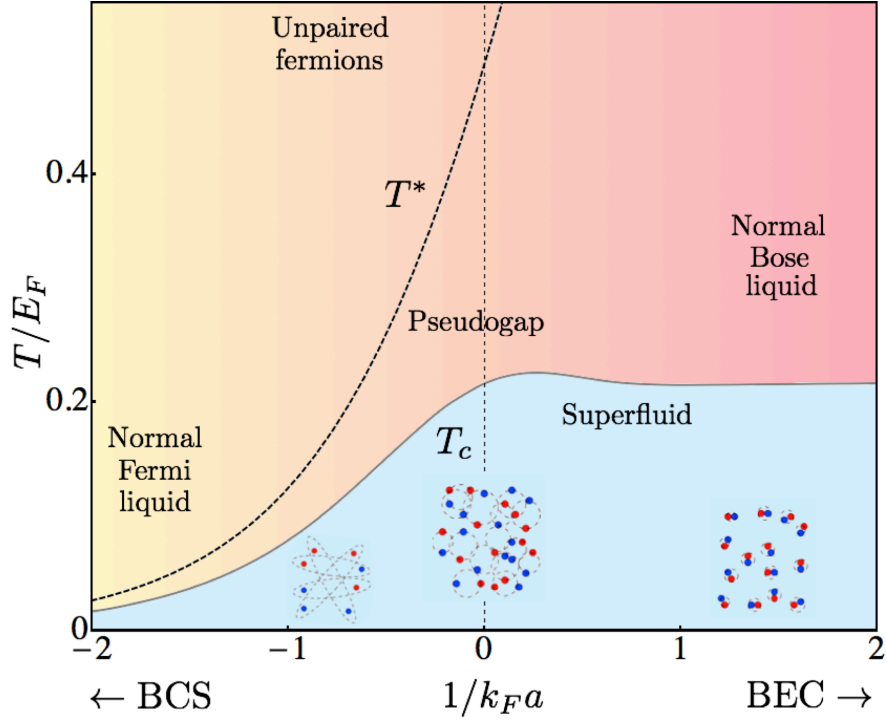 Unpaired
fermions
0.4
T*
Normal
Bose
liquid
T/E_F
Pseudogap
0.2
Superfluid
Normal
Fermi
liquid
T_c
0
−2
−1
0
1
2
← BCS
1/k_F a
BEC →